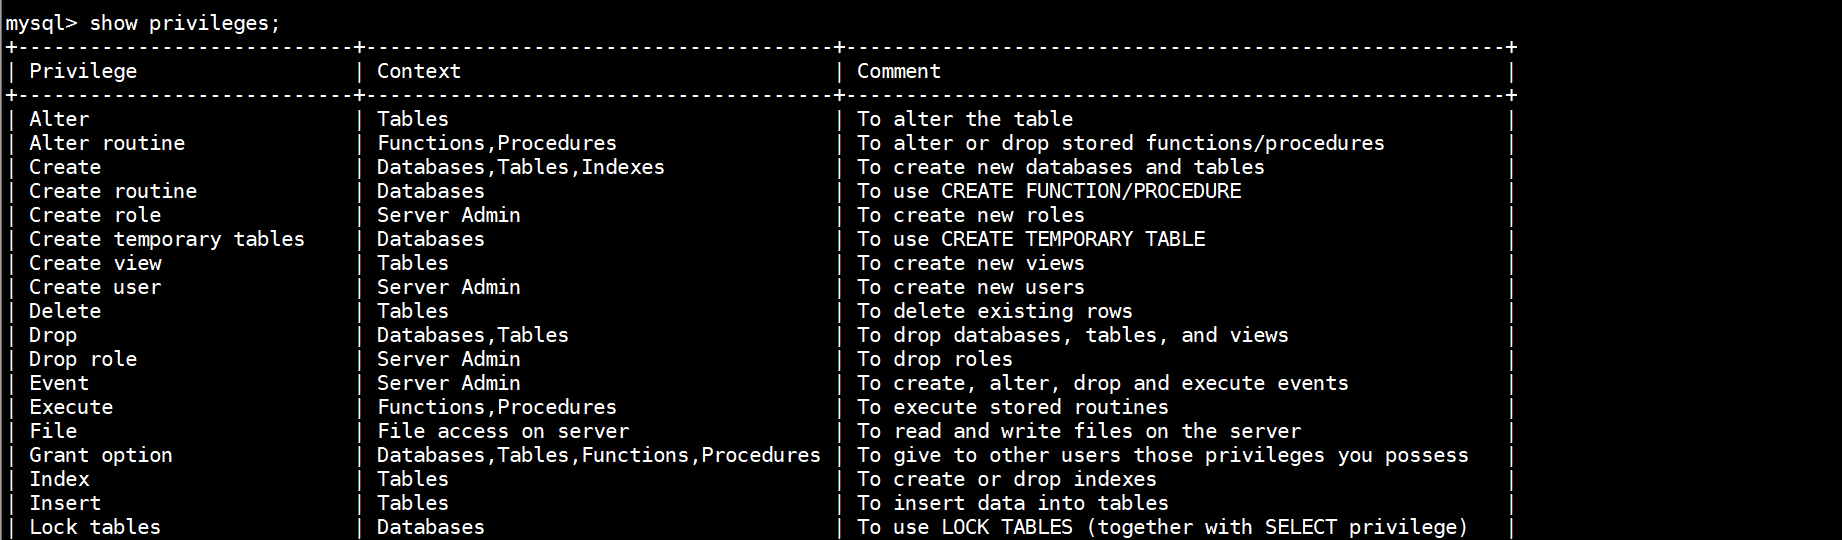 mysql> show privileges;
+----------------------------+---------------------------------------+-------------------------------------------------------+
| Privilege                  | Context                               | Comment                                               |
+----------------------------+---------------------------------------+-------------------------------------------------------+
| Alter                      | Tables                                | To alter the table                                    |
| Alter routine              | Functions,Procedures                  | To alter or drop stored functions/procedures          |
| Create                     | Databases,Tables,Indexes              | To create new databases and tables                    |
| Create routine             | Databases                             | To use CREATE FUNCTION/PROCEDURE                      |
| Create role                | Server Admin                          | To create new roles                                   |
| Create temporary tables    | Databases                             | To use CREATE TEMPORARY TABLE                         |
| Create view                | Tables                                | To create new views                                   |
| Create user                | Server Admin                          | To create new users                                   |
| Delete                     | Tables                                | To delete existing rows                               |
| Drop                       | Databases,Tables                      | To drop databases, tables, and views                  |
| Drop role                  | Server Admin                          | To drop roles                                         |
| Event                      | Server Admin                          | To create, alter, drop and execute events             |
| Execute                    | Functions,Procedures                  | To execute stored routines                            |
| File                       | File access on server                 | To read and write files on the server                 |
| Grant option               | Databases,Tables,Functions,Procedures | To give to other users those privileges you possess   |
| Index                      | Tables                                | To create or drop indexes                             |
| Insert                     | Tables                                | To insert data into tables                            |
| Lock tables                | Databases                             | To use LOCK TABLES (together with SELECT privilege)   |